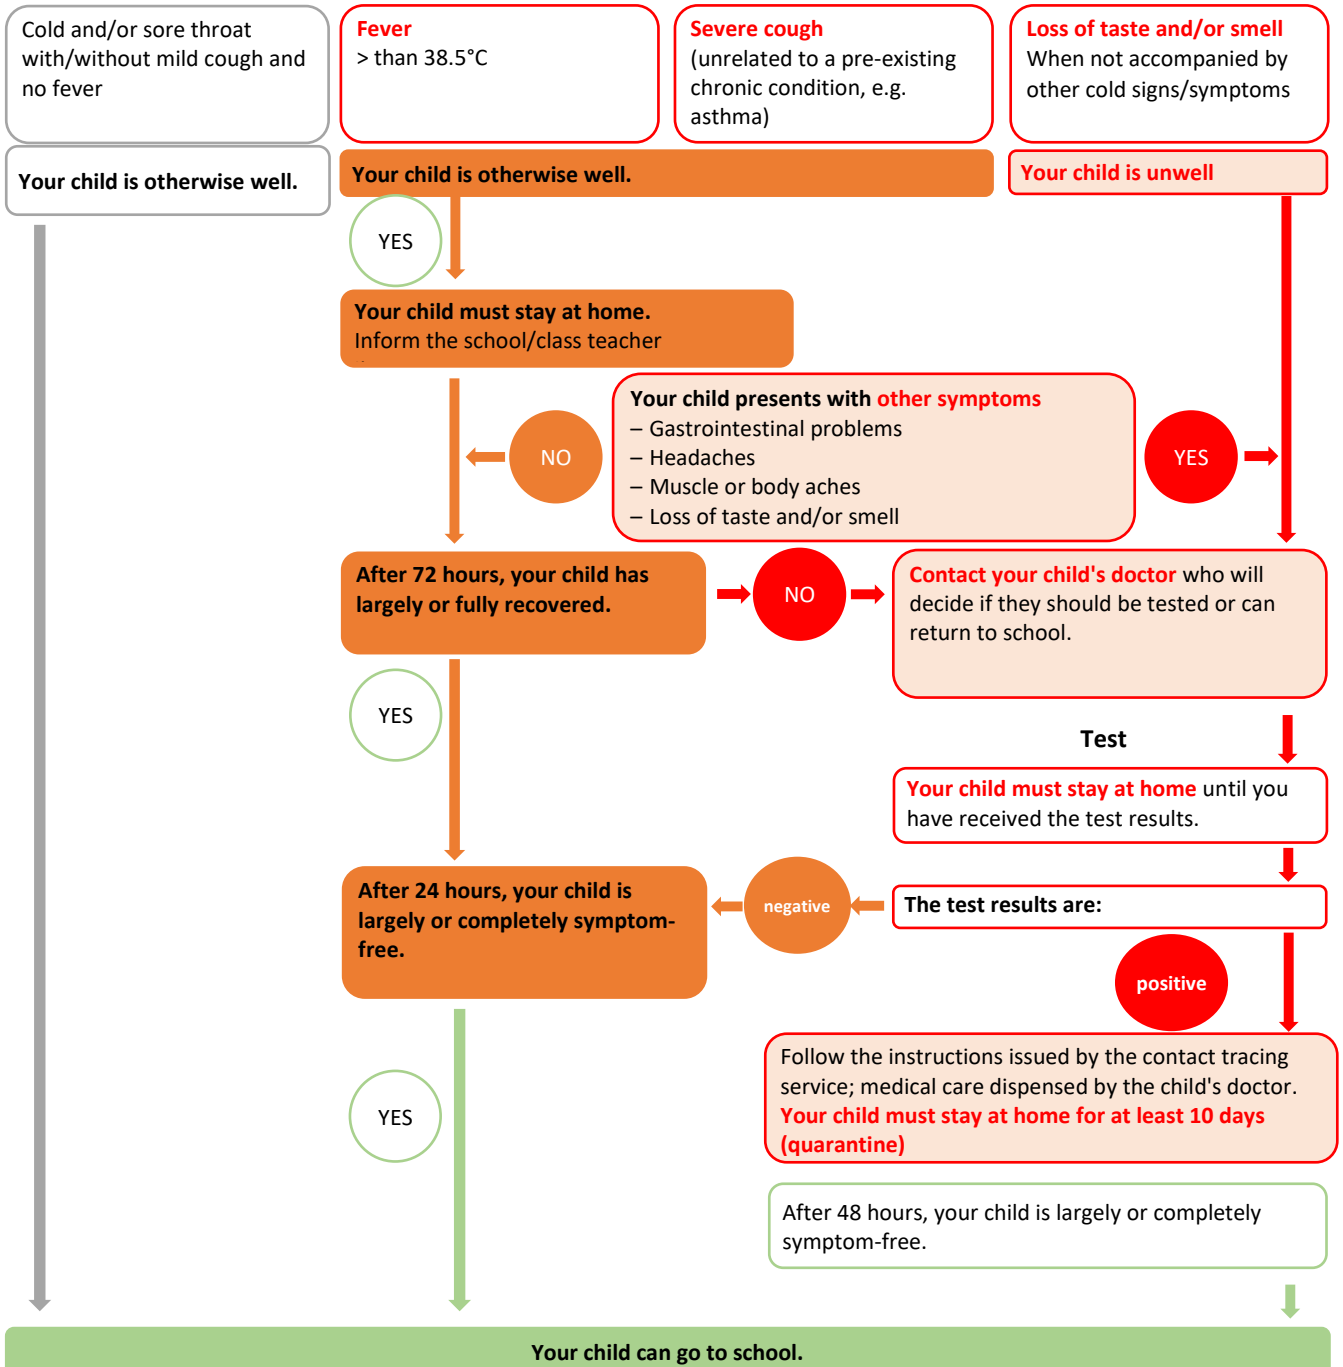 Cold and/or sore throat
with/without mild cough and
no fever
Fever
> than 38.5°C
Severe cough
(unrelated to a pre-existing
chronic condition, e.g.
asthma)
Loss of taste and/or smell
When not accompanied by
other cold signs/symptoms
Your child is otherwise well.
Your child is otherwise well.
Your child is unwell
YES
Your child must stay at home.
Inform the school/class teacher
Your child presents with other symptoms
– Gastrointestinal problems
– Headaches
– Muscle or body aches
– Loss of taste and/or smell
NO
YES
After 72 hours, your child has
largely or fully recovered.
NO
Contact your child's doctor who will
decide if they should be tested or can
return to school.
YES
Test
Your child must stay at home until you
have received the test results.
After 24 hours, your child is
largely or completely symptom-
free.
negative
The test results are:
positive
Follow the instructions issued by the contact tracing
service; medical care dispensed by the child's doctor.
Your child must stay at home for at least 10 days
(quarantine)
YES
After 48 hours, your child is largely or completely
symptom-free.
Your child can go to school.